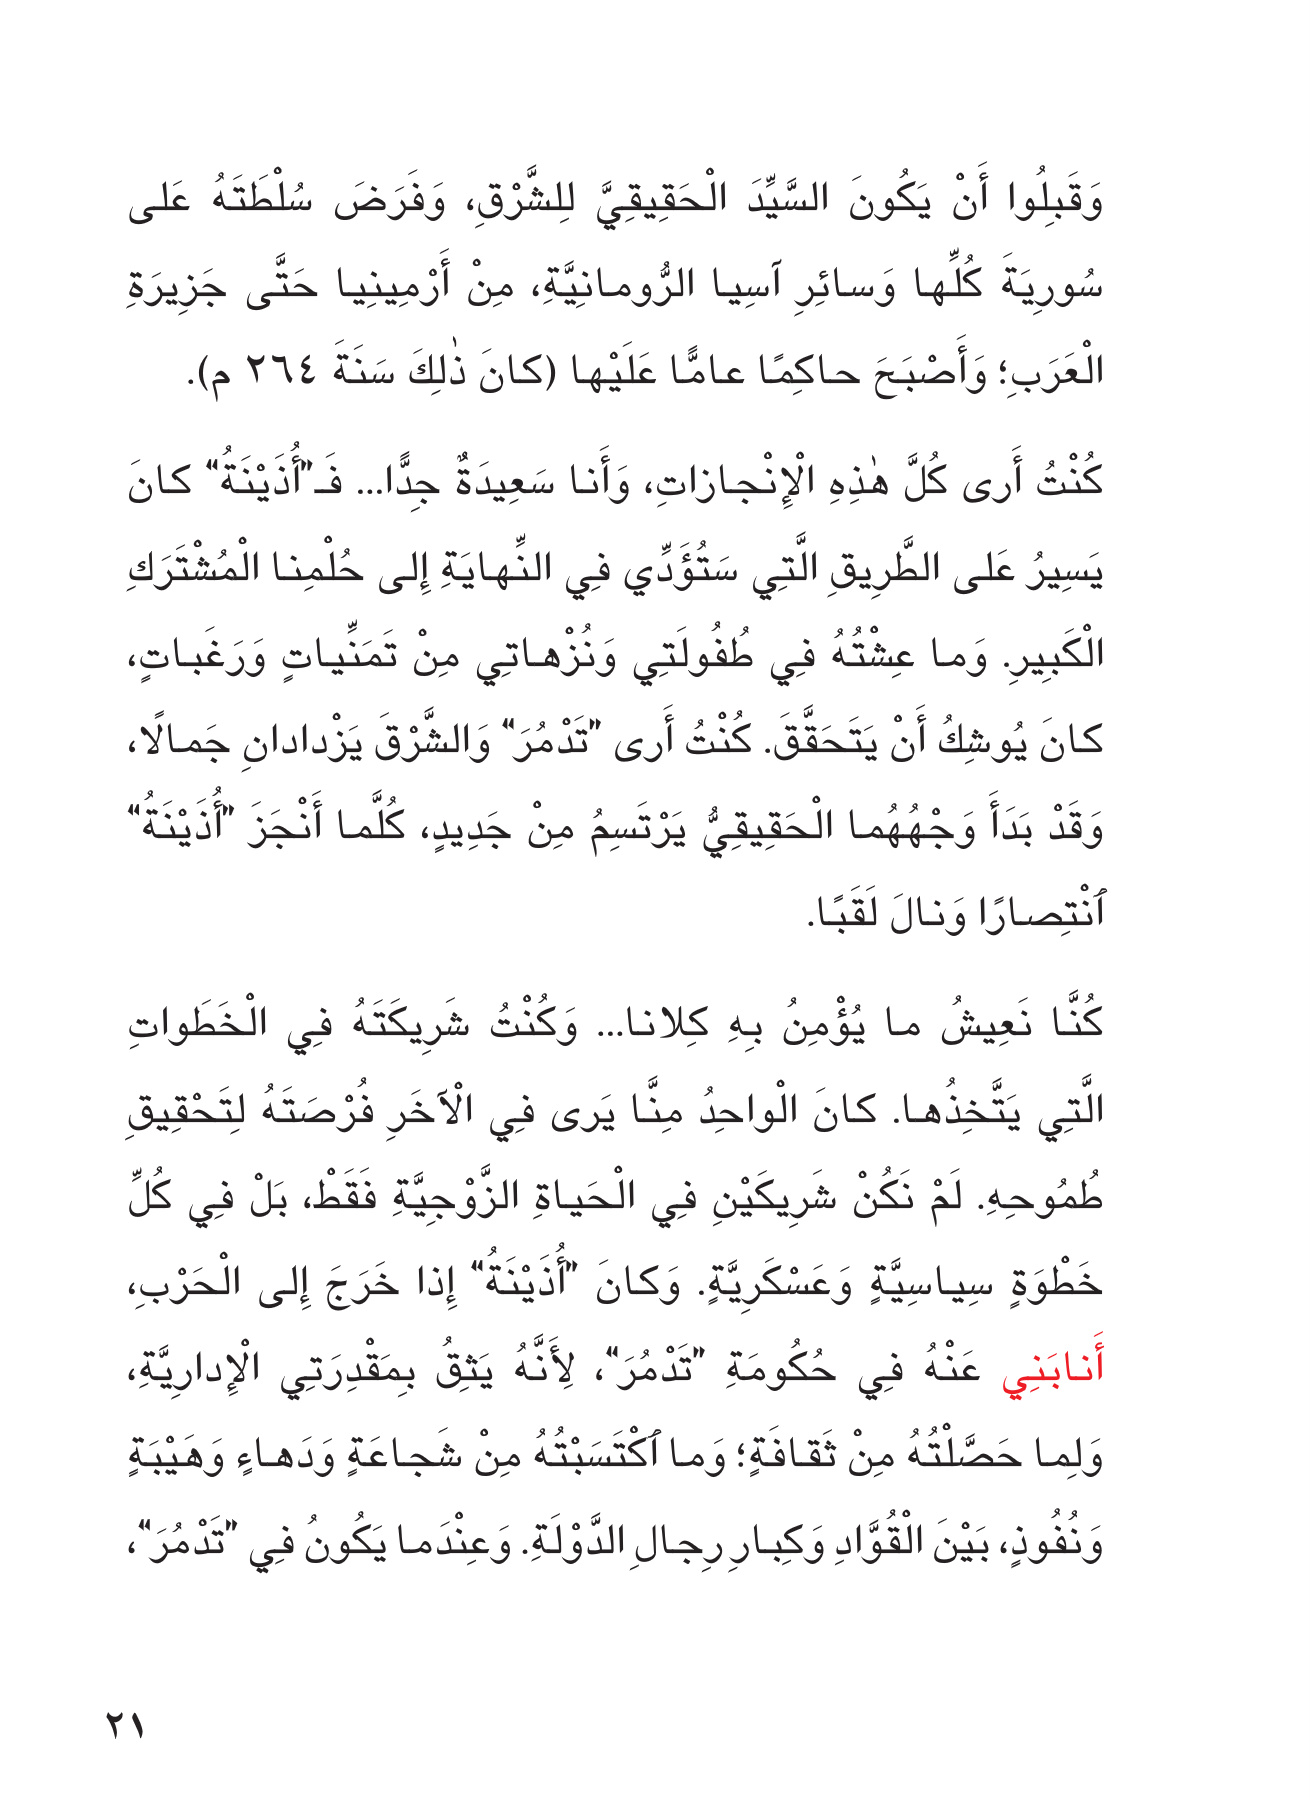 وَقَبِلُوا أَنْ يَكُونَ السَّيِّدَ الْحَقِيقِيَّ لِلشَّرْقِ، وَفَرَضَ سُلْطَتَهُ عَلى
سُورِيَةَ كُلِّها وَسائِرِ آسِيا الرُّومانِيَّةِ، مِنْ أَرْمِينِيا حَتَّى جَزِيرَةِ
الْعَرَبِ؛ وَأَصْبَحَ حاكِمًا عامًّا عَلَيْها (كانَ ذٰلِكَ سَنَةَ ٢٦٤ م).
كُنْتُ أَرى كُلَّ هٰذِهِ الْإِنْجازاتِ، وَأَنا سَعِيدَةٌ جِدًّا... فَـ"أُذَيْنَةُ" كانَ
يَسِيرُ عَلى الطَّرِيقِ الَّتِي سَتُؤَدِّي فِي النِّهايَةِ إِلى حُلْمِنا الْمُشْتَرَكِ
الْكَبِيرِ. وَما عِشْتُهُ فِي طُفُولَتِي وَنُزْهاتِي مِنْ تَمَنِّياتٍ وَرَغَباتٍ،
كانَ يُوشِكُ أَنْ يَتَحَقَّقَ. كُنْتُ أَرى "تَدْمُرَ" وَالشَّرْقَ يَزْدادانِ جَمالًا،
وَقَدْ بَدَأَ وَجْهُهُما الْحَقِيقِيُّ يَرْتَسِمُ مِنْ جَدِيدٍ، كُلَّما أَنْجَزَ "أُذَيْنَةُ"
ٱنْتِصارًا وَنالَ لَقَبًا.
كُنَّا نَعِيشُ ما يُؤْمِنُ بِهِ كِلانا... وَكُنْتُ شَرِيكَتَهُ فِي الْخَطَواتِ
الَّتِي يَتَّخِذُها. كانَ الْواحِدُ مِنَّا يَرى فِي الْآخَرِ فُرْصَتَهُ لِتَحْقِيقِ
طُمُوحِهِ. لَمْ نَكُنْ شَرِيكَيْنِ فِي الْحَياةِ الزَّوْجِيَّةِ فَقَطْ، بَلْ فِي كُلِّ
خَطْوَةٍ سِياسِيَّةٍ وَعَسْكَرِيَّةٍ. وَكانَ "أُذَيْنَةُ" إِذا خَرَجَ إِلى الْحَرْبِ،
أَنابَنِي عَنْهُ فِي حُكُومَةِ "تَدْمُرَ"، لِأَنَّهُ يَثِقُ بِمَقْدِرَتِي الْإِدارِيَّةِ،
وَلِما حَصَّلْتُهُ مِنْ ثَقافَةٍ؛ وَما ٱكْتَسَبْتُهُ مِنْ شَجاعَةٍ وَدَهاءٍ وَهَيْبَةٍ
وَنُفُوذٍ، بَيْنَ الْقُوَّادِ وَكِبارِ رِجالِ الدَّوْلَةِ. وَعِنْدَما يَكُونُ فِي "تَدْمُرَ"،
٢١